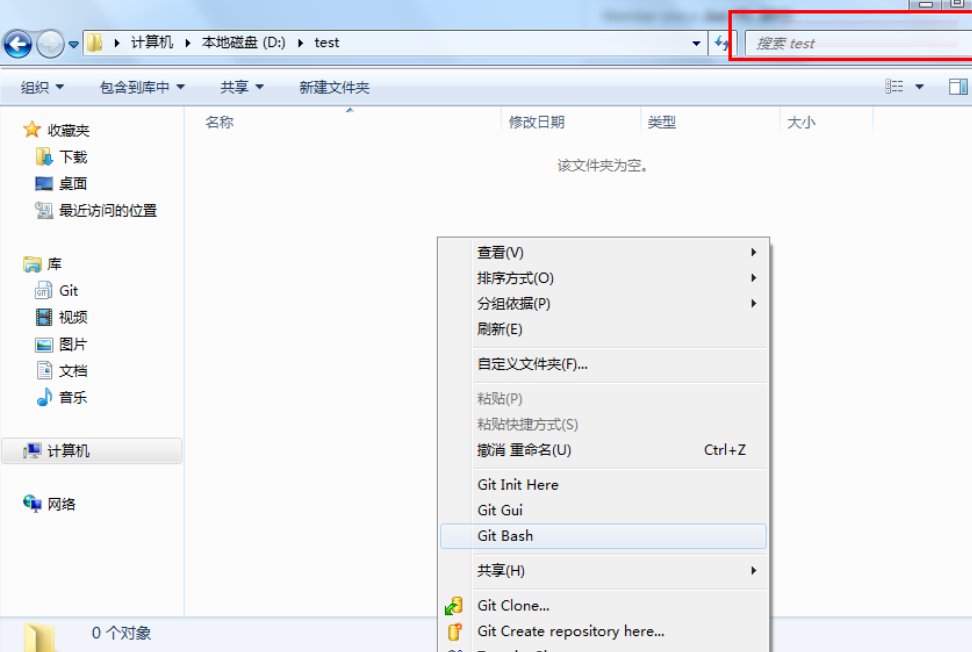 计算机 本地磁盘 (D:) test 搜索 test
组织 包含到库中 共享 新建文件夹
名称 修改日期 类型 大小
该文件夹为空。
收藏夹
下载
桌面
最近访问的位置
库
Git
视频
图片
文档
音乐
计算机
网络
查看(V)
排序方式(O)
分组依据(P)
刷新(E)
自定义文件夹(F)...
粘贴(P)
粘贴快捷方式(S)
撤消 重命名(U) Ctrl+Z
Git Init Here
Git Gui
Git Bash
共享(H)
Git Clone...
Git Create repository here...
0 个对象